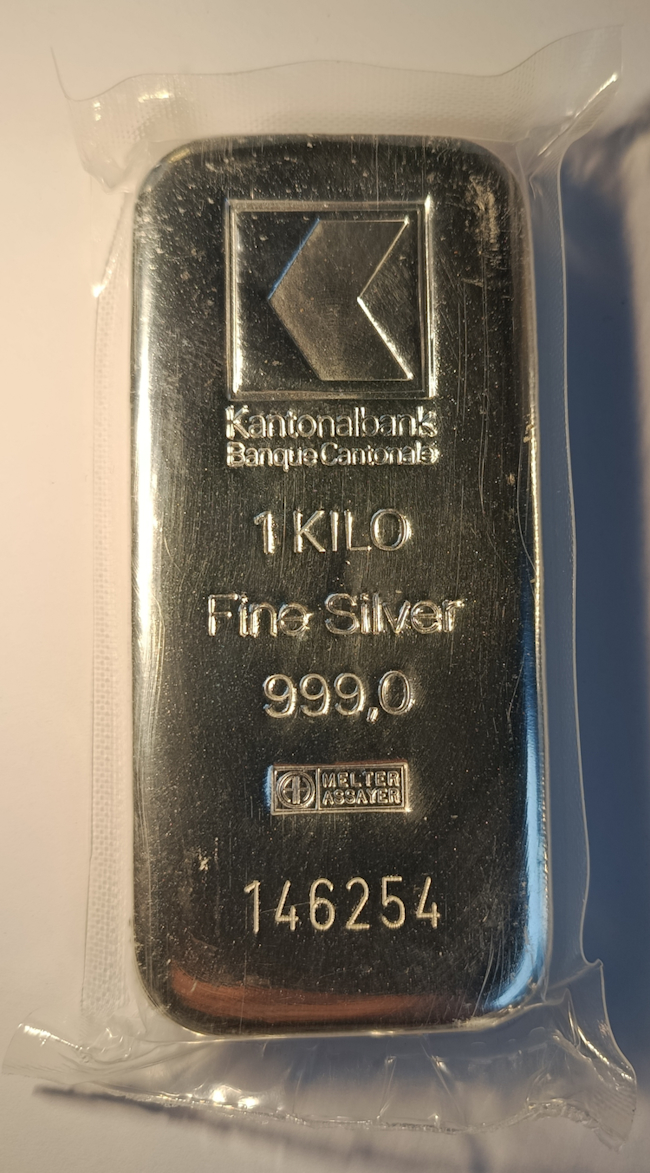 Kantonalbank
Banque Cantonale
1 KILO
Fine Silver
999,0
MELTER
ASSAYER
146254